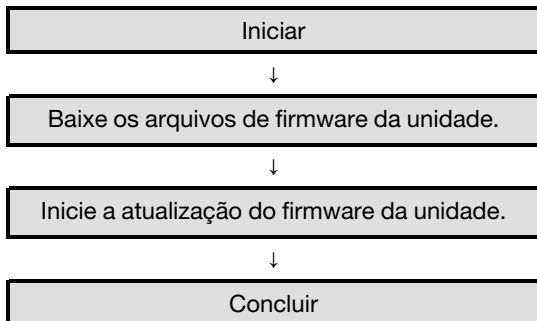 Iniciar
↓
Baixe os arquivos de firmware da unidade.
↓
Inicie a atualização do firmware da unidade.
↓
Concluir